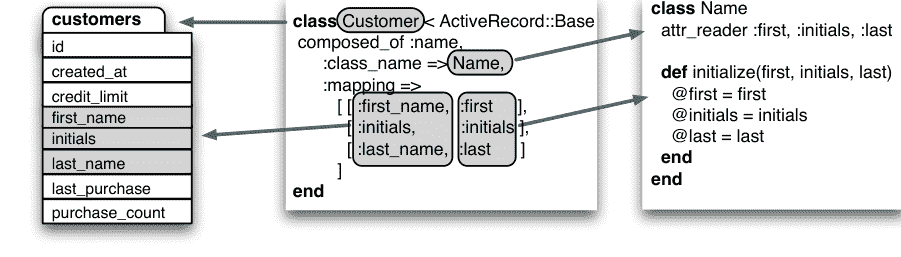 customers
id
created_at
credit_limit
first_name
initials
last_name
last_purchase
purchase_count
class Customer < ActiveRecord::Base
composed_of :name,
:class_name => Name,
:mapping =>
[ [ :first_name, :first ],
[ :initials, :initials ],
[ :last_name, :last ]
]
end
class Name
attr_reader :first, :initials, :last
def initialize(first, initials, last)
@first = first
@initials = initials
@last = last
end
end